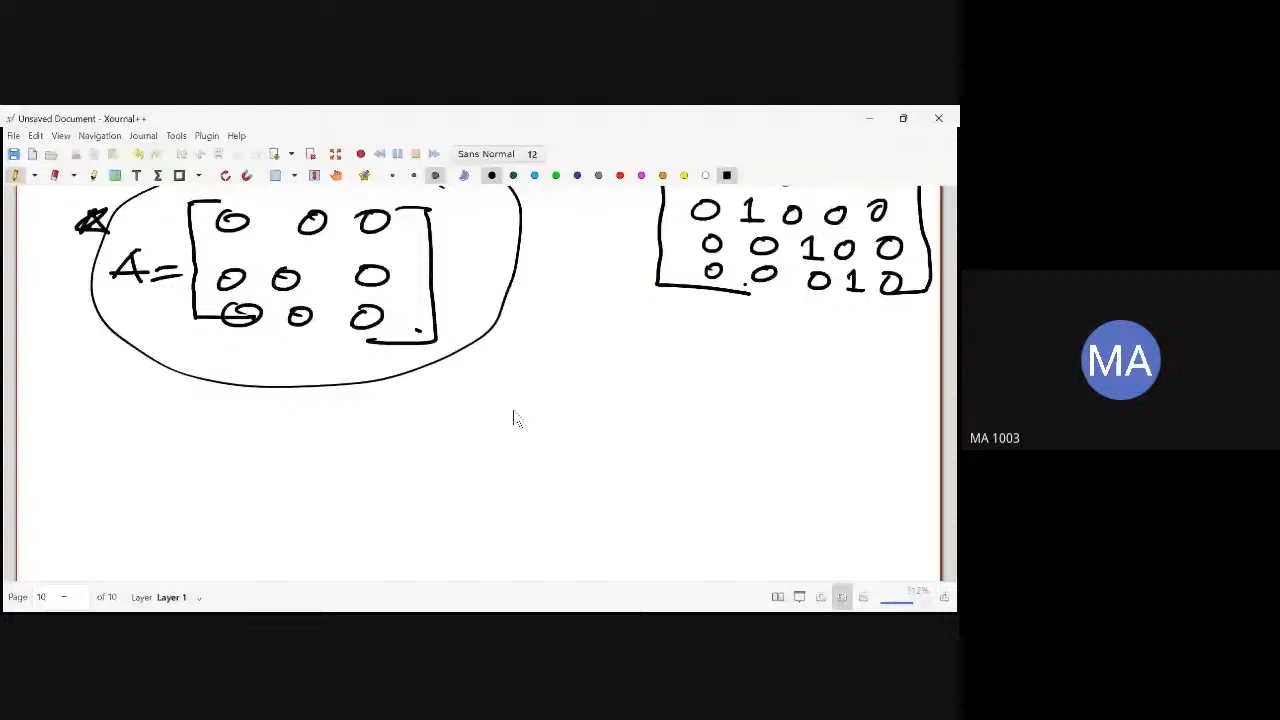 Unsaved Document - Xournal++
File Edit View Navigation Journal Tools Plugin Help
Sans Normal 12
0 0 0
A = 0 0 0
0 0 0
0 1 0 0 0
0 0 1 0 0
0 0 0 1 0
MA
MA 1003
Page 10 of 10 Layer Layer 1